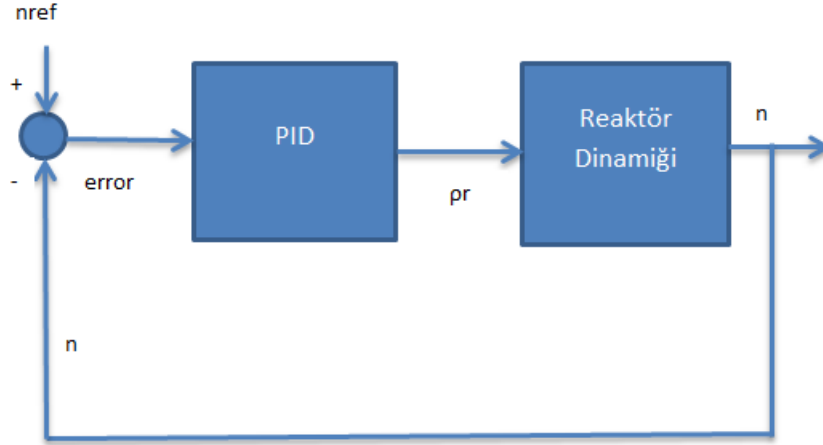 nref
+
PID
Reaktör
Dinamiği
n
-
error
ρr
n